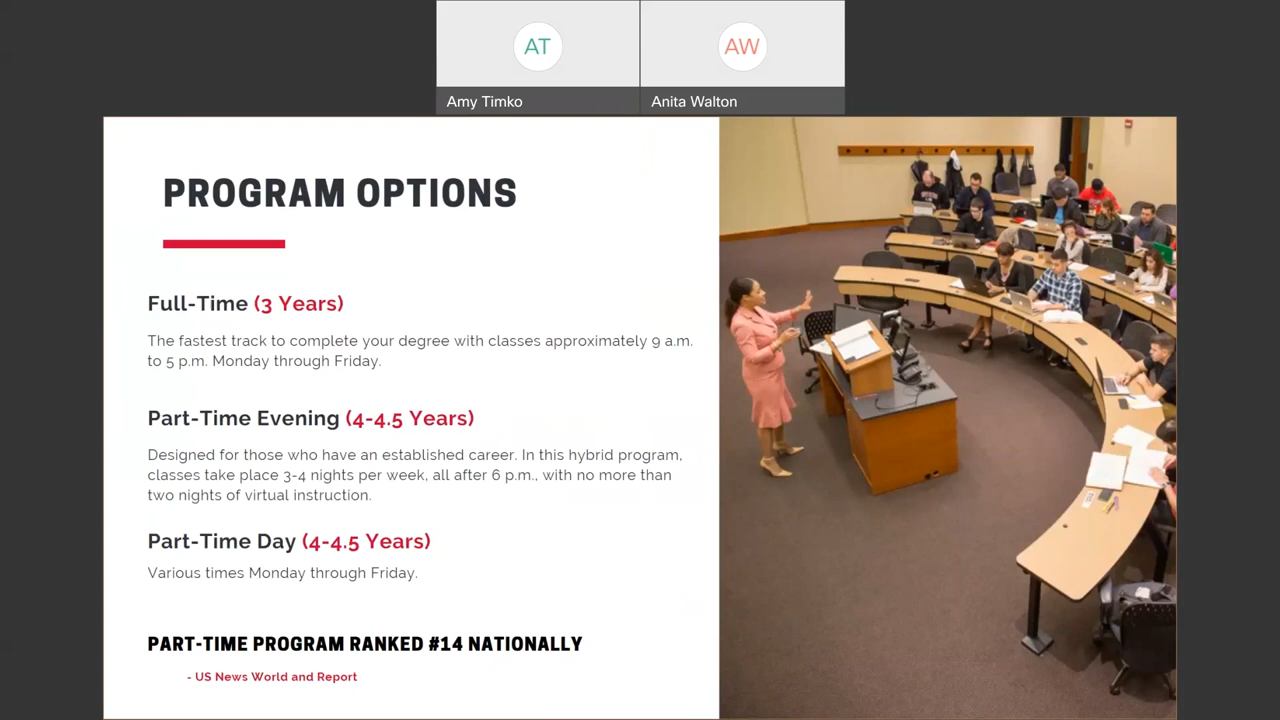 AT
AW
Amy Timko
Anita Walton
PROGRAM OPTIONS
Full-Time (3 Years)
The fastest track to complete your degree with classes approximately 9 a.m.
to 5 p.m. Monday through Friday.
Part-Time Evening (4-4.5 Years)
Designed for those who have an established career. In this hybrid program,
classes take place 3-4 nights per week, all after 6 p.m., with no more than
two nights of virtual instruction.
Part-Time Day (4-4.5 Years)
Various times Monday through Friday.
PART-TIME PROGRAM RANKED #14 NATIONALLY
- US News World and Report